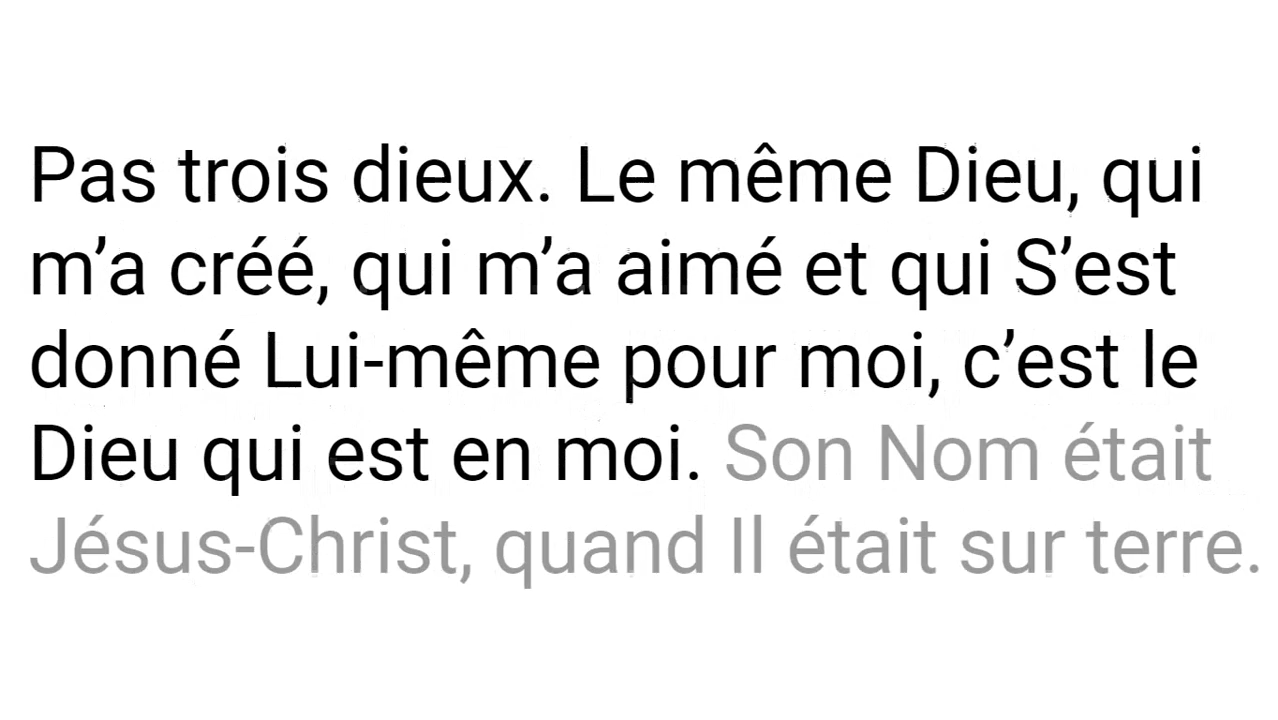 Pas trois dieux. Le même Dieu, qui
m’a créé, qui m’a aimé et qui S’est
donné Lui-même pour moi, c’est le
Dieu qui est en moi. Son Nom était
Jésus-Christ, quand Il était sur terre.